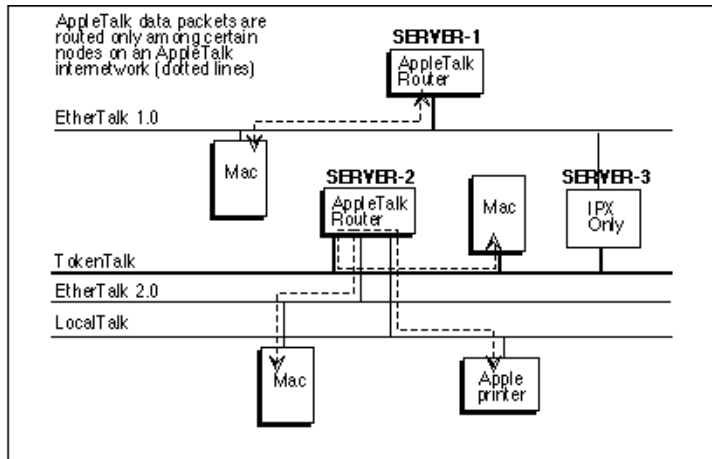 AppleTalk data packets are
routed only among certain
nodes on an AppleTalk
internetwork (dotted lines)
SERVER-1
AppleTalk
Router
EtherTalk 1.0
Mac
SERVER-2
AppleTalk
Router
Mac
SERVER-3
IPX
Only
TokenTalk
EtherTalk 2.0
LocalTalk
Mac
Apple
printer